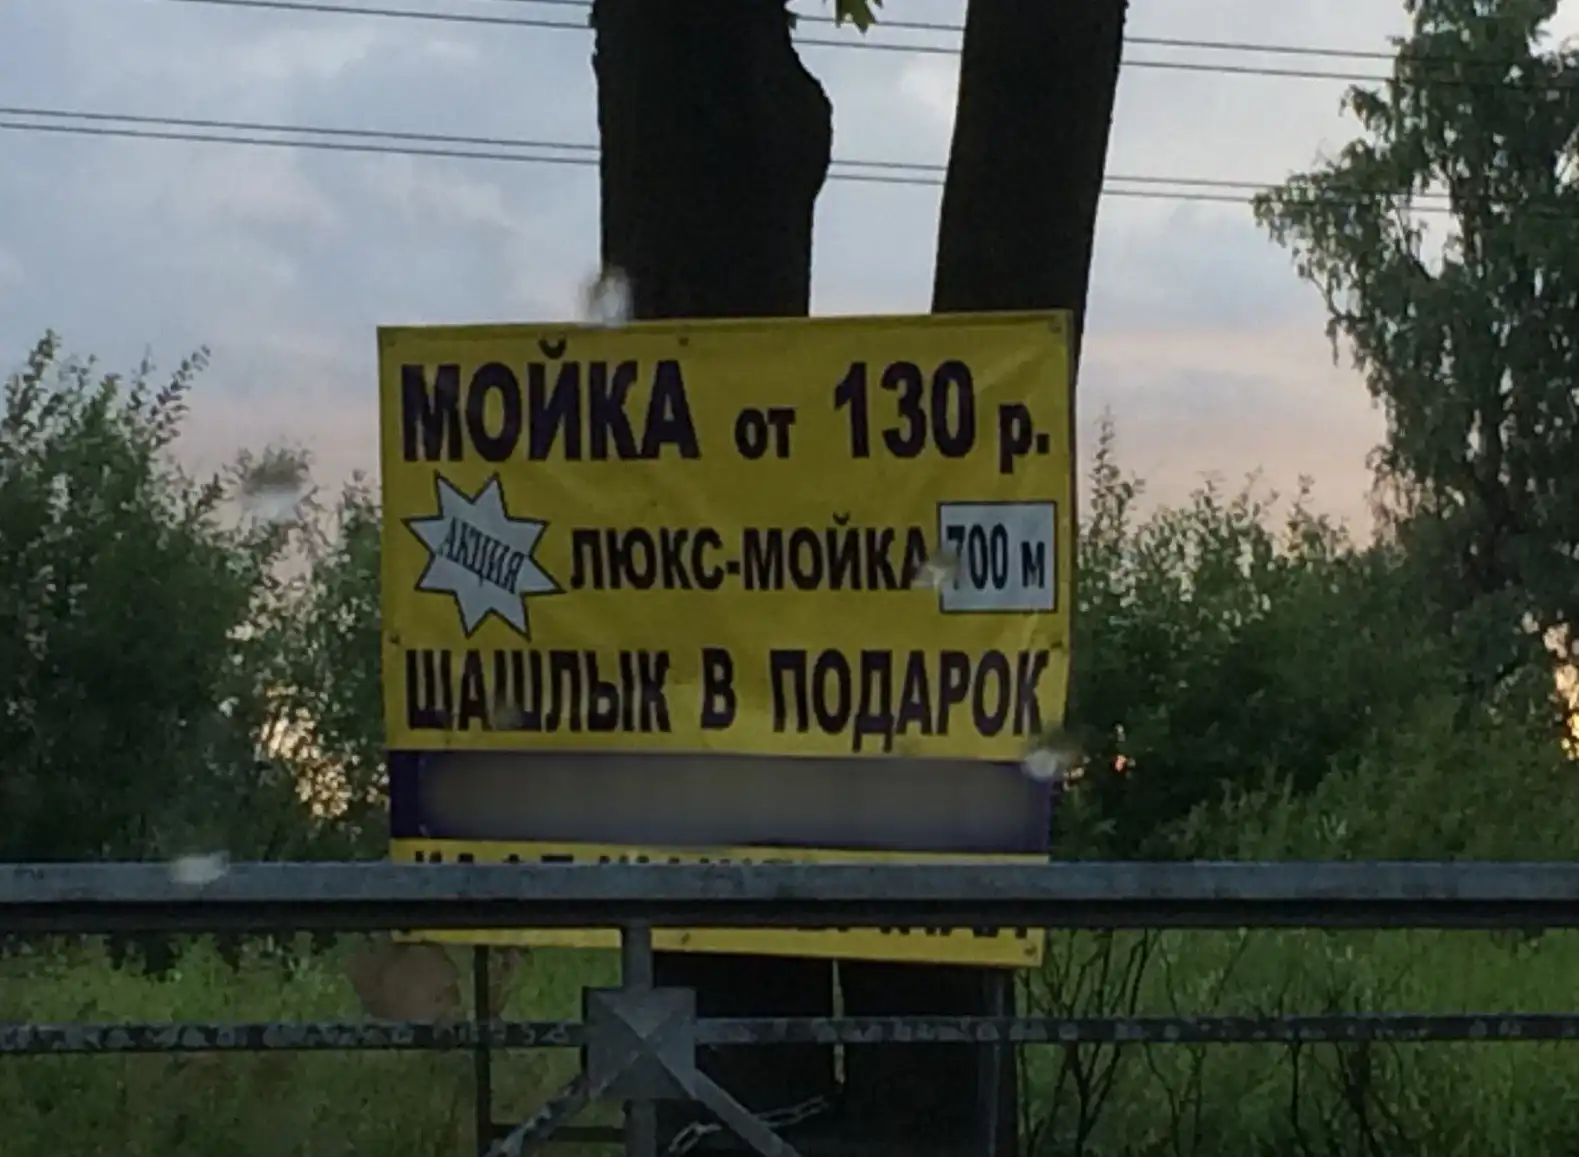 МОЙКА от 130 р.
АКЦИЯ ЛЮКС-МОЙКА 700 м
ШАШЛЫК В ПОДАРОК